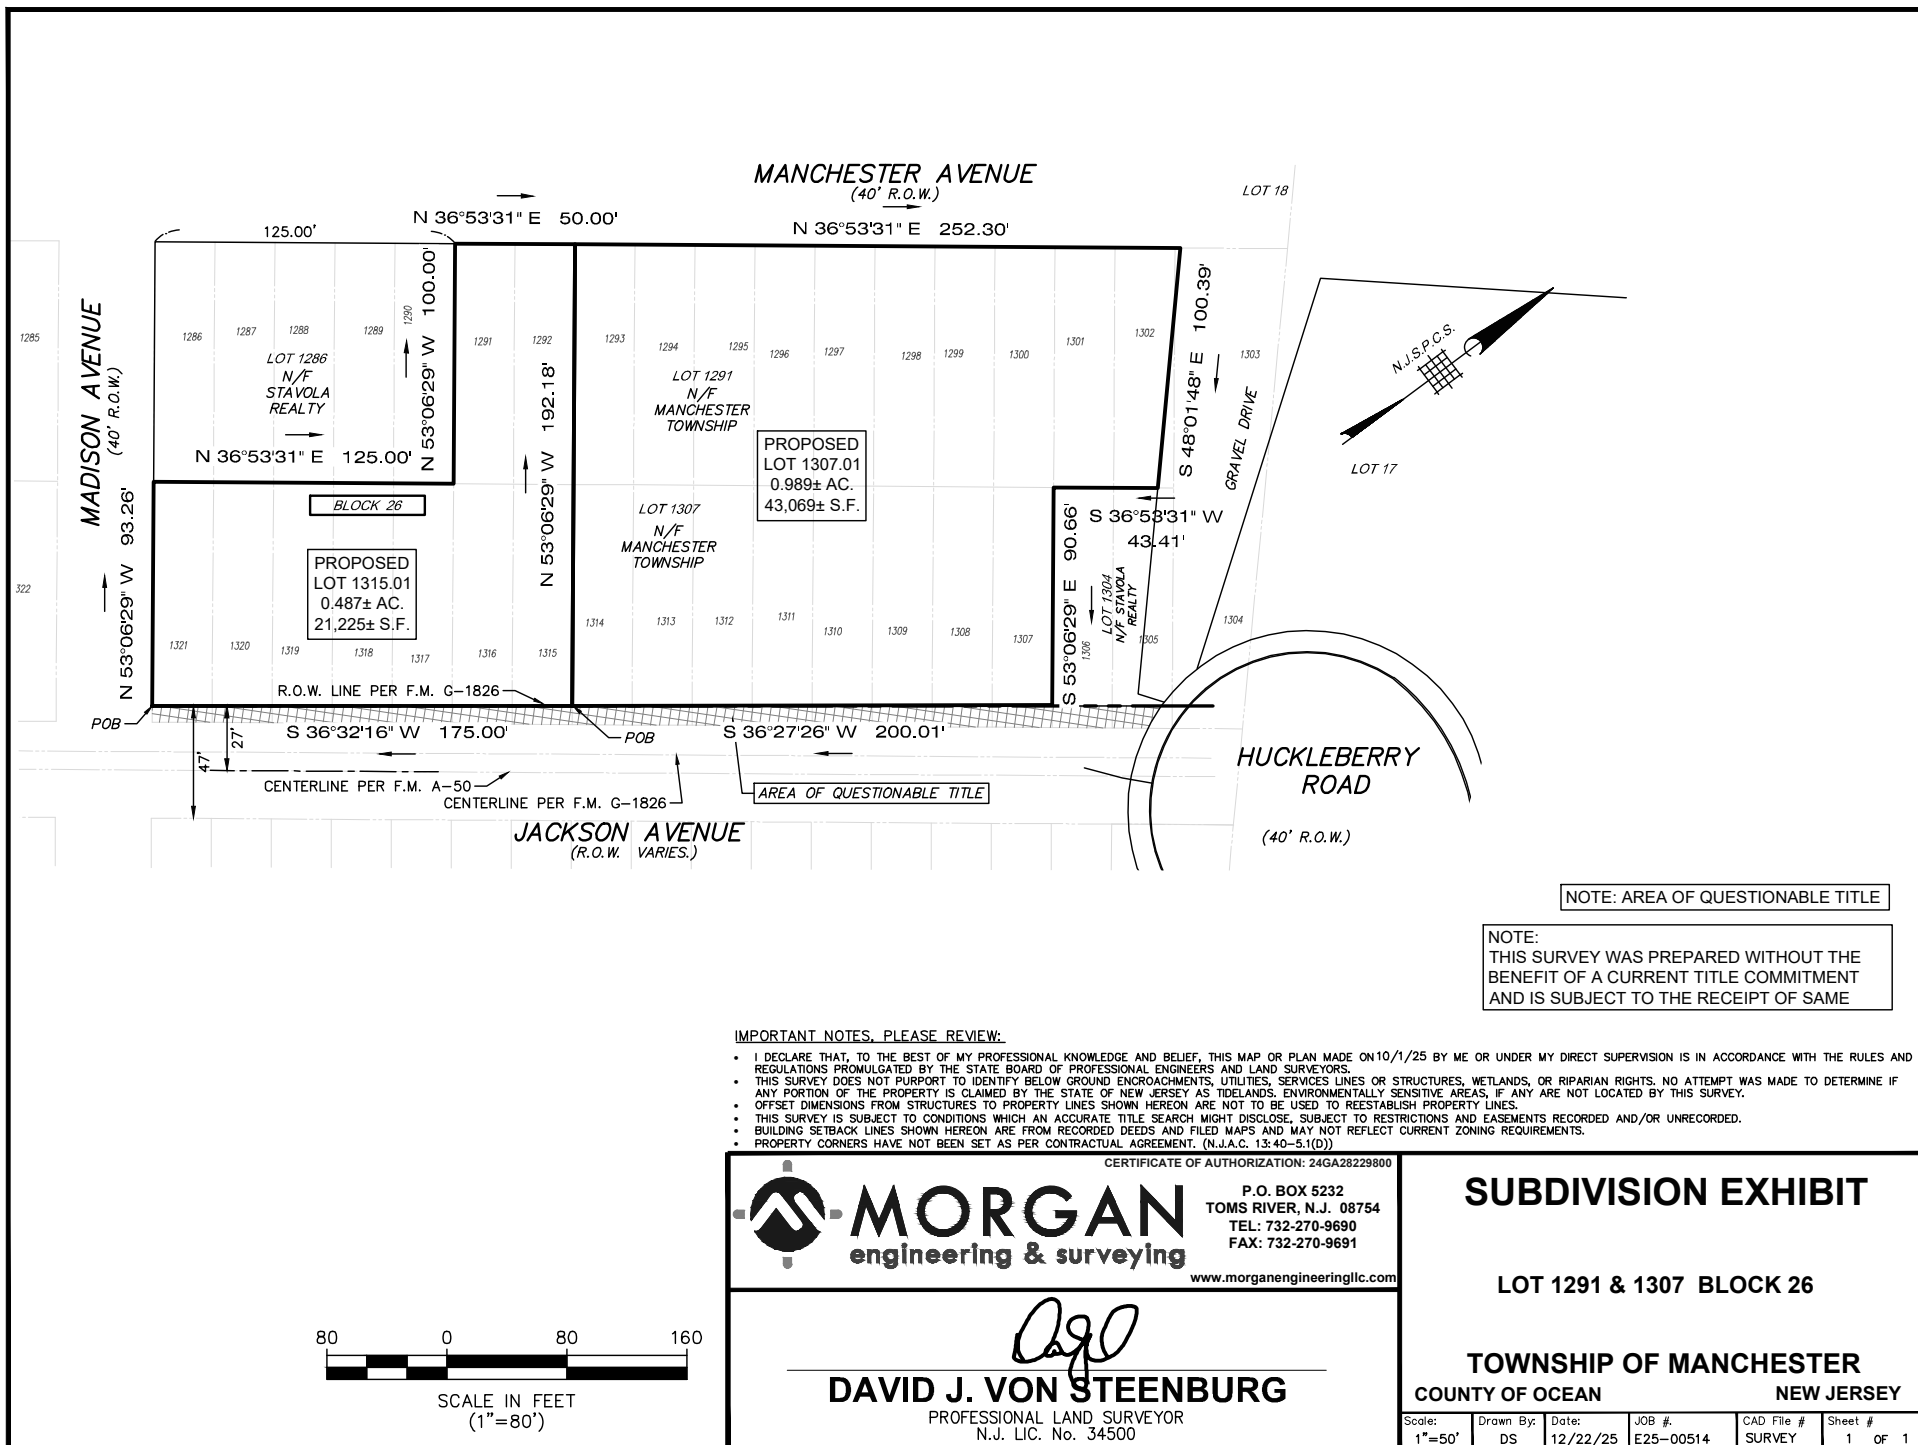 MANCHESTER AVENUE
(40' R.O.W.)
LOT 18
N 36°53'31" E 50.00'
N 36°53'31" E 252.30'
125.00'
MADISON AVENUE
(40' R.O.W.)
1285
1286
1287
1288
1289
1290
N 53°06'29" W 100.00'
1291
1292
1293
1294
1295
1296
1297
1298
1299
1300
1301
1302
1303
S 48°01'48" E 100.39'
GRAVEL DRIVE
N.J.S.P.C.S.
LOT 17
LOT 1286
N/F
STAVOLA
REALTY
N 36°53'31" E 125.00'
N 53°06'29" W 192.18'
LOT 1291
N/F
MANCHESTER
TOWNSHIP
PROPOSED
LOT 1307.01
0.989± AC.
43,069± S.F.
BLOCK 26
LOT 1307
N/F
MANCHESTER
TOWNSHIP
S 36°53'31" W
43.41'
N 53°06'29" W 93.26'
PROPOSED
LOT 1315.01
0.487± AC.
21,225± S.F.
S 53°06'29" E 90.66'
LOT 1304
N/F STAVOLA
REALTY
322
1321
1320
1319
1318
1317
1316
1315
1314
1313
1312
1311
1310
1309
1308
1307
1306
1305
1304
R.O.W. LINE PER F.M. G-1826
POB
S 36°32'16" W 175.00'
POB
S 36°27'26" W 200.01'
27'
47'
CENTERLINE PER F.M. A-50
CENTERLINE PER F.M. G-1826
AREA OF QUESTIONABLE TITLE
HUCKLEBERRY
ROAD
(40' R.O.W.)
JACKSON AVENUE
(R.O.W. VARIES.)
NOTE: AREA OF QUESTIONABLE TITLE
NOTE:
THIS SURVEY WAS PREPARED WITHOUT THE
BENEFIT OF A CURRENT TITLE COMMITMENT
AND IS SUBJECT TO THE RECEIPT OF SAME
IMPORTANT NOTES, PLEASE REVIEW:
• I DECLARE THAT, TO THE BEST OF MY PROFESSIONAL KNOWLEDGE AND BELIEF, THIS MAP OR PLAN MADE ON 10/1/25 BY ME OR UNDER MY DIRECT SUPERVISION IS IN ACCORDANCE WITH THE RULES AND
REGULATIONS PROMULGATED BY THE STATE BOARD OF PROFESSIONAL ENGINEERS AND LAND SURVEYORS.
• THIS SURVEY DOES NOT PURPORT TO IDENTIFY BELOW GROUND ENCROACHMENTS, UTILITIES, SERVICES LINES OR STRUCTURES, WETLANDS, OR RIPARIAN RIGHTS. NO ATTEMPT WAS MADE TO DETERMINE IF
ANY PORTION OF THE PROPERTY IS CLAIMED BY THE STATE OF NEW JERSEY AS TIDELANDS. ENVIRONMENTALLY SENSITIVE AREAS, IF ANY ARE NOT LOCATED BY THIS SURVEY.
• OFFSET DIMENSIONS FROM STRUCTURES TO PROPERTY LINES SHOWN HEREON ARE NOT TO BE USED TO REESTABLISH PROPERTY LINES.
• THIS SURVEY IS SUBJECT TO CONDITIONS WHICH AN ACCURATE TITLE SEARCH MIGHT DISCLOSE, SUBJECT TO RESTRICTIONS AND EASEMENTS RECORDED AND/OR UNRECORDED.
• BUILDING SETBACK LINES SHOWN HEREON ARE FROM RECORDED DEEDS AND FILED MAPS AND MAY NOT REFLECT CURRENT ZONING REQUIREMENTS.
• PROPERTY CORNERS HAVE NOT BEEN SET AS PER CONTRACTUAL AGREEMENT. (N.J.A.C. 13:40-5.1(D))
CERTIFICATE OF AUTHORIZATION: 24GA28229800
MORGAN
engineering & surveying
P.O. BOX 5232
TOMS RIVER, N.J. 08754
TEL: 732-270-9690
FAX: 732-270-9691
www.morganengineeringllc.com
DAVID J. VON STEENBURG
PROFESSIONAL LAND SURVEYOR
N.J. LIC. No. 34500
SUBDIVISION EXHIBIT
LOT 1291 & 1307 BLOCK 26
TOWNSHIP OF MANCHESTER
COUNTY OF OCEAN NEW JERSEY
Scale: Drawn By: Date: JOB #. CAD File # Sheet #
1"=50' DS 12/22/25 E25-00514 SURVEY 1 OF 1
80 0 80 160
SCALE IN FEET
(1"=80')